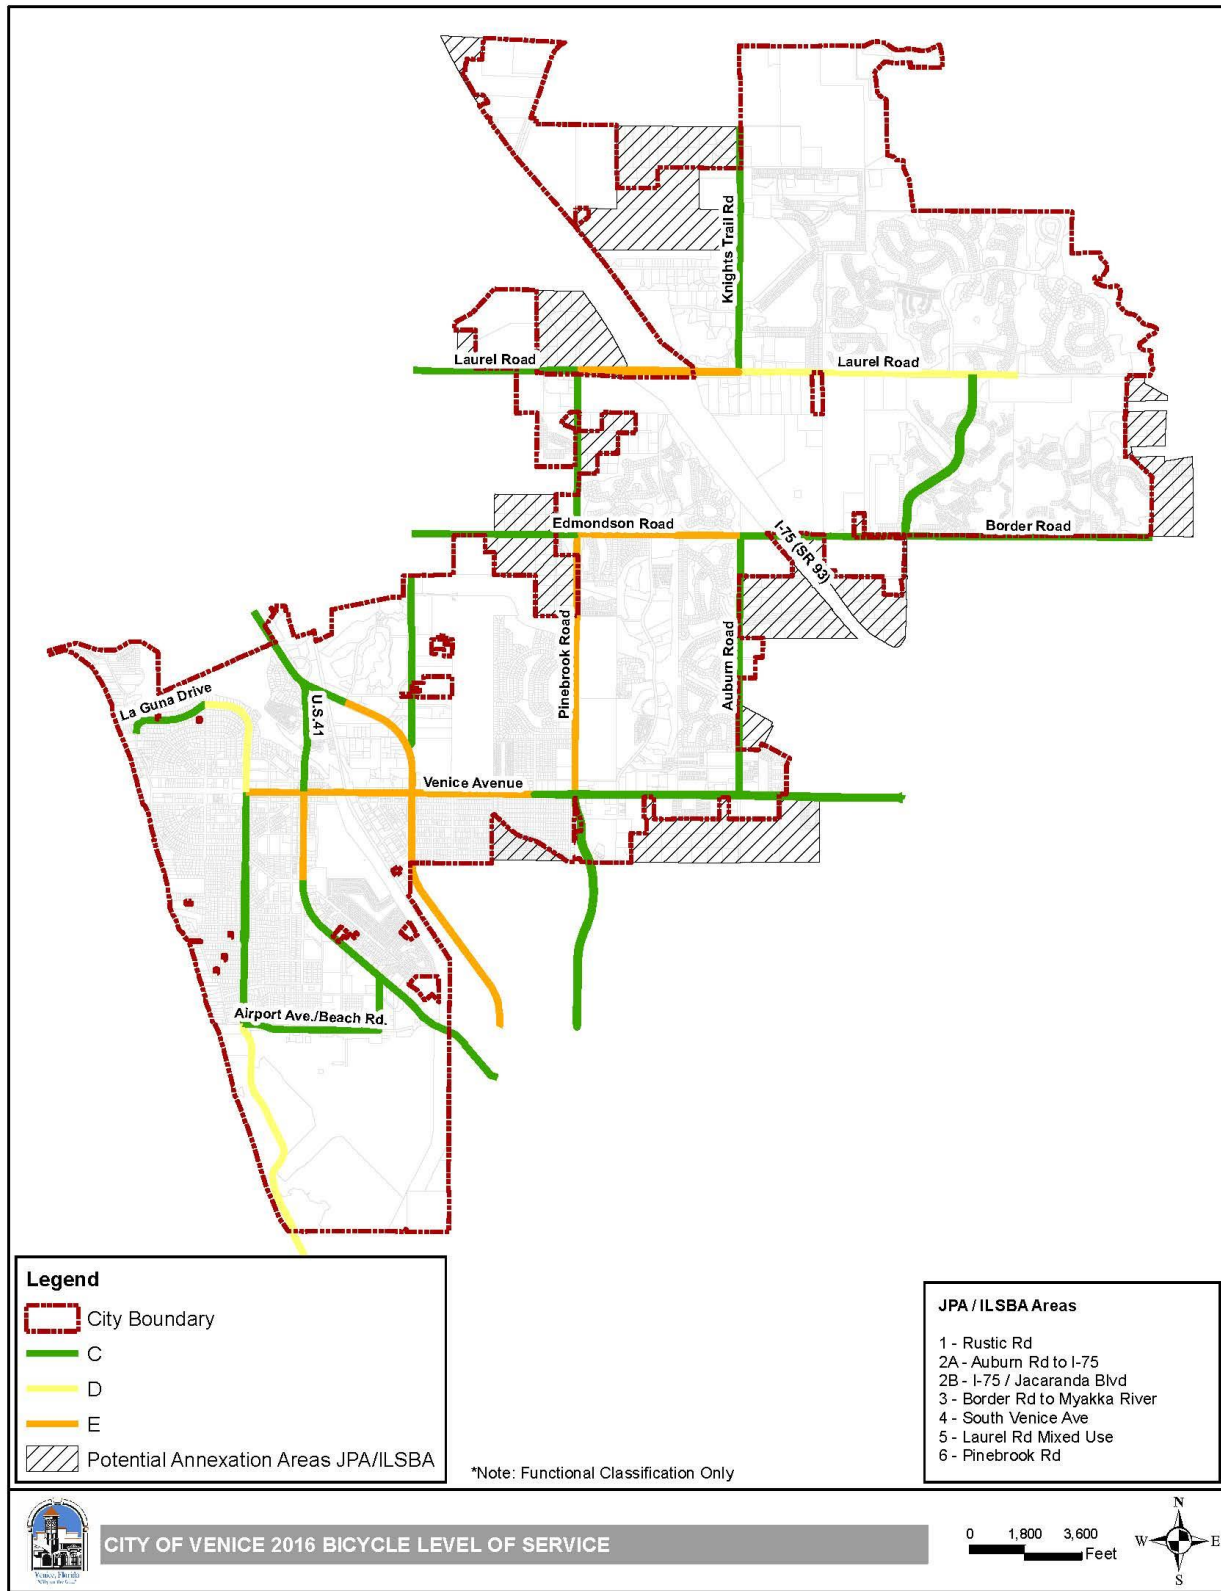 Knights Trail Rd
Laurel Road
Laurel Road
Edmondson Road
I-75 (SR 93)
Border Road
Pinebrook Road
Auburn Road
La Guna Drive
U.S.41
Venice Avenue
Airport Ave./Beach Rd.
Legend
City Boundary
C
D
E
Potential Annexation Areas JPA/ILSBA
*Note: Functional Classification Only
JPA / ILSBA Areas
1 - Rustic Rd
2A - Auburn Rd to I-75
2B - I-75 / Jacaranda Blvd
3 - Border Rd to Myakka River
4 - South Venice Ave
5 - Laurel Rd Mixed Use
6 - Pinebrook Rd
Venice, Florida
CITY OF VENICE 2016 BICYCLE LEVEL OF SERVICE
0 1,800 3,600
Feet
N
W E
S